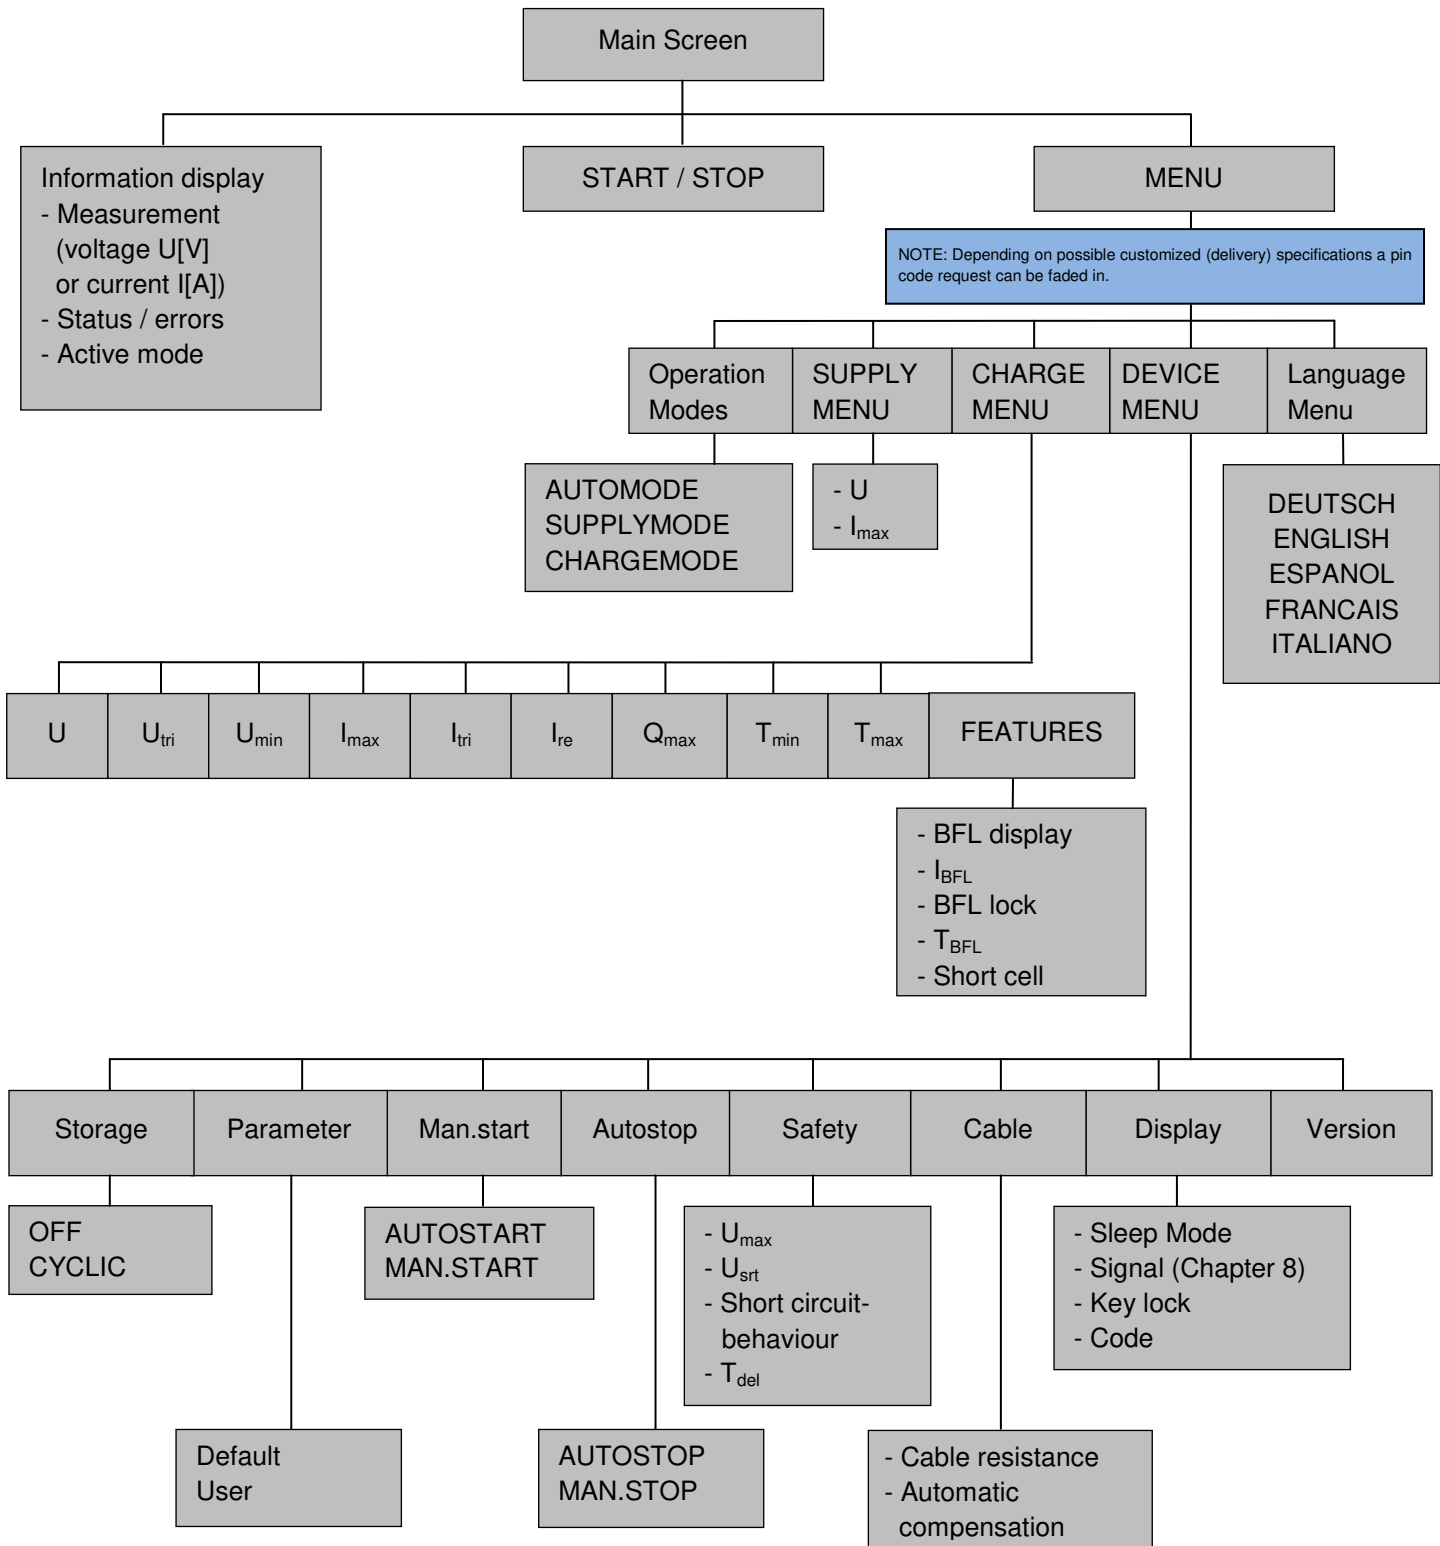 Main Screen
Information display
- Measurement
(voltage U[V]
or current I[A])
- Status / errors
- Active mode
START / STOP
MENU
NOTE: Depending on possible customized (delivery) specifications a pin
code request can be faded in.
Operation
Modes
SUPPLY
MENU
CHARGE
MENU
DEVICE
MENU
Language
Menu
AUTOMODE
SUPPLYMODE
CHARGEMODE
- U
- Imax
DEUTSCH
ENGLISH
ESPANOL
FRANCAIS
ITALIANO
U
Utri
Umin
Imax
Itri
Ire
Qmax
Tmin
Tmax
FEATURES
- BFL display
- IBFL
- BFL lock
- TBFL
- Short cell
Storage
Parameter
Man.start
Autostop
Safety
Cable
Display
Version
OFF
CYCLIC
AUTOSTART
MAN.START
- Umax
- Usrt
- Short circuit-
behaviour
- Tdel
- Sleep Mode
- Signal (Chapter 8)
- Key lock
- Code
Default
User
AUTOSTOP
MAN.STOP
- Cable resistance
- Automatic
compensation